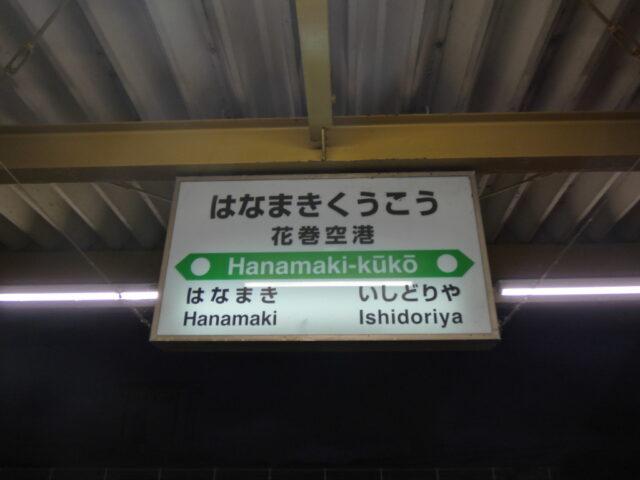 はなまきくうこう
花巻空港
Hanamaki-kūkō
はなまき いしどりや
Hanamaki Ishidoriya